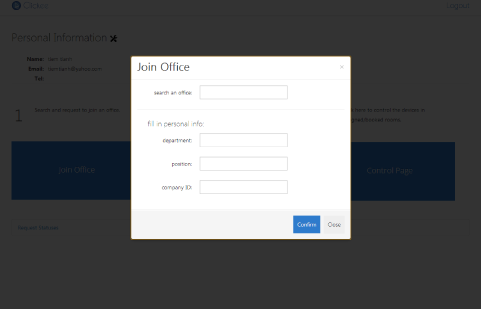 Logout
Personal Information
Name:
Email:
Tel:
1
search and request to join an office
Join Office
Control Page
Join Office
×
search an office:
fill in personal info:
department:
position:
company ID:
Confirm
Close